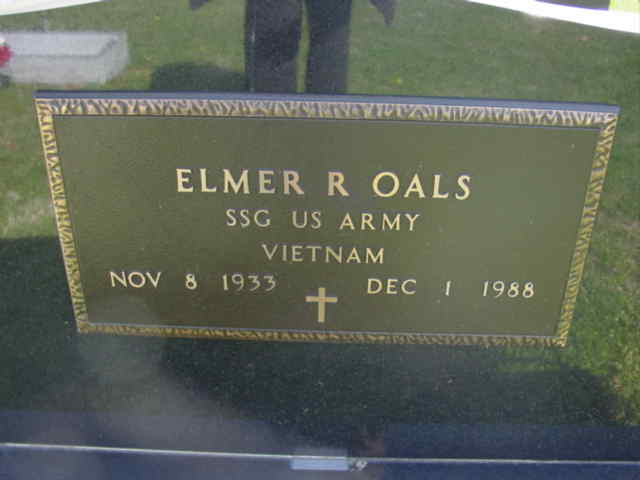 ELMER R OALS
SSG US ARMY
VIETNAM
NOV 8 1933 DEC 1 1988